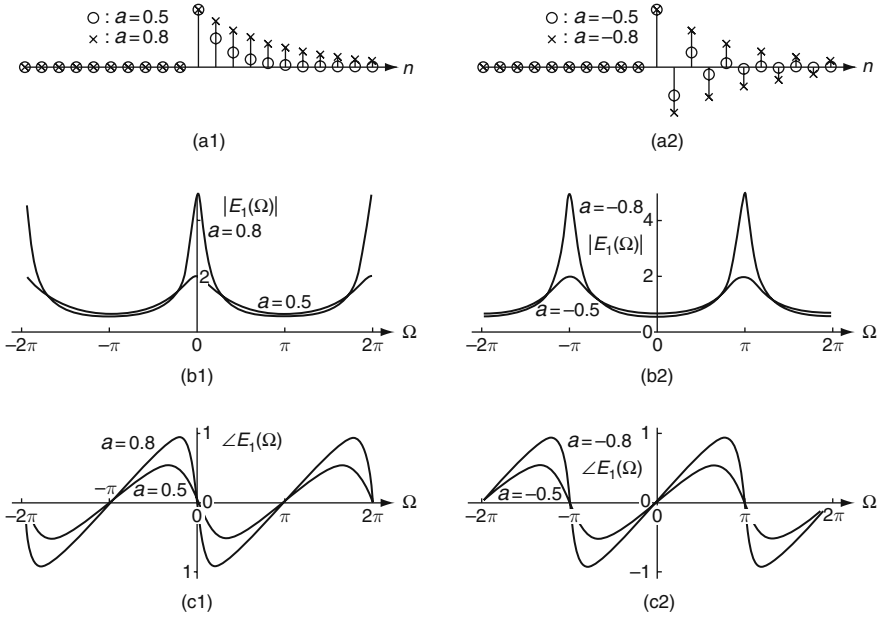 ○ : a = 0.5
× : a = 0.8
n
(a1)
○ : a = −0.5
× : a = −0.8
n
(a2)
|E₁(Ω)|
a = 0.8
2
a = 0.5
−2π −π 0 π 2π Ω
(b1)
4
a = −0.8
|E₁(Ω)|
2
a = −0.5
0
−2π −π 0 π 2π Ω
(b2)
1
∠E₁(Ω)
a = 0.8
a = 0.5
0
−2π −π 0 π 2π Ω
1
(c1)
1
a = −0.8
∠E₁(Ω)
a = −0.5
0
−2π −π 0 π 2π Ω
−1
(c2)